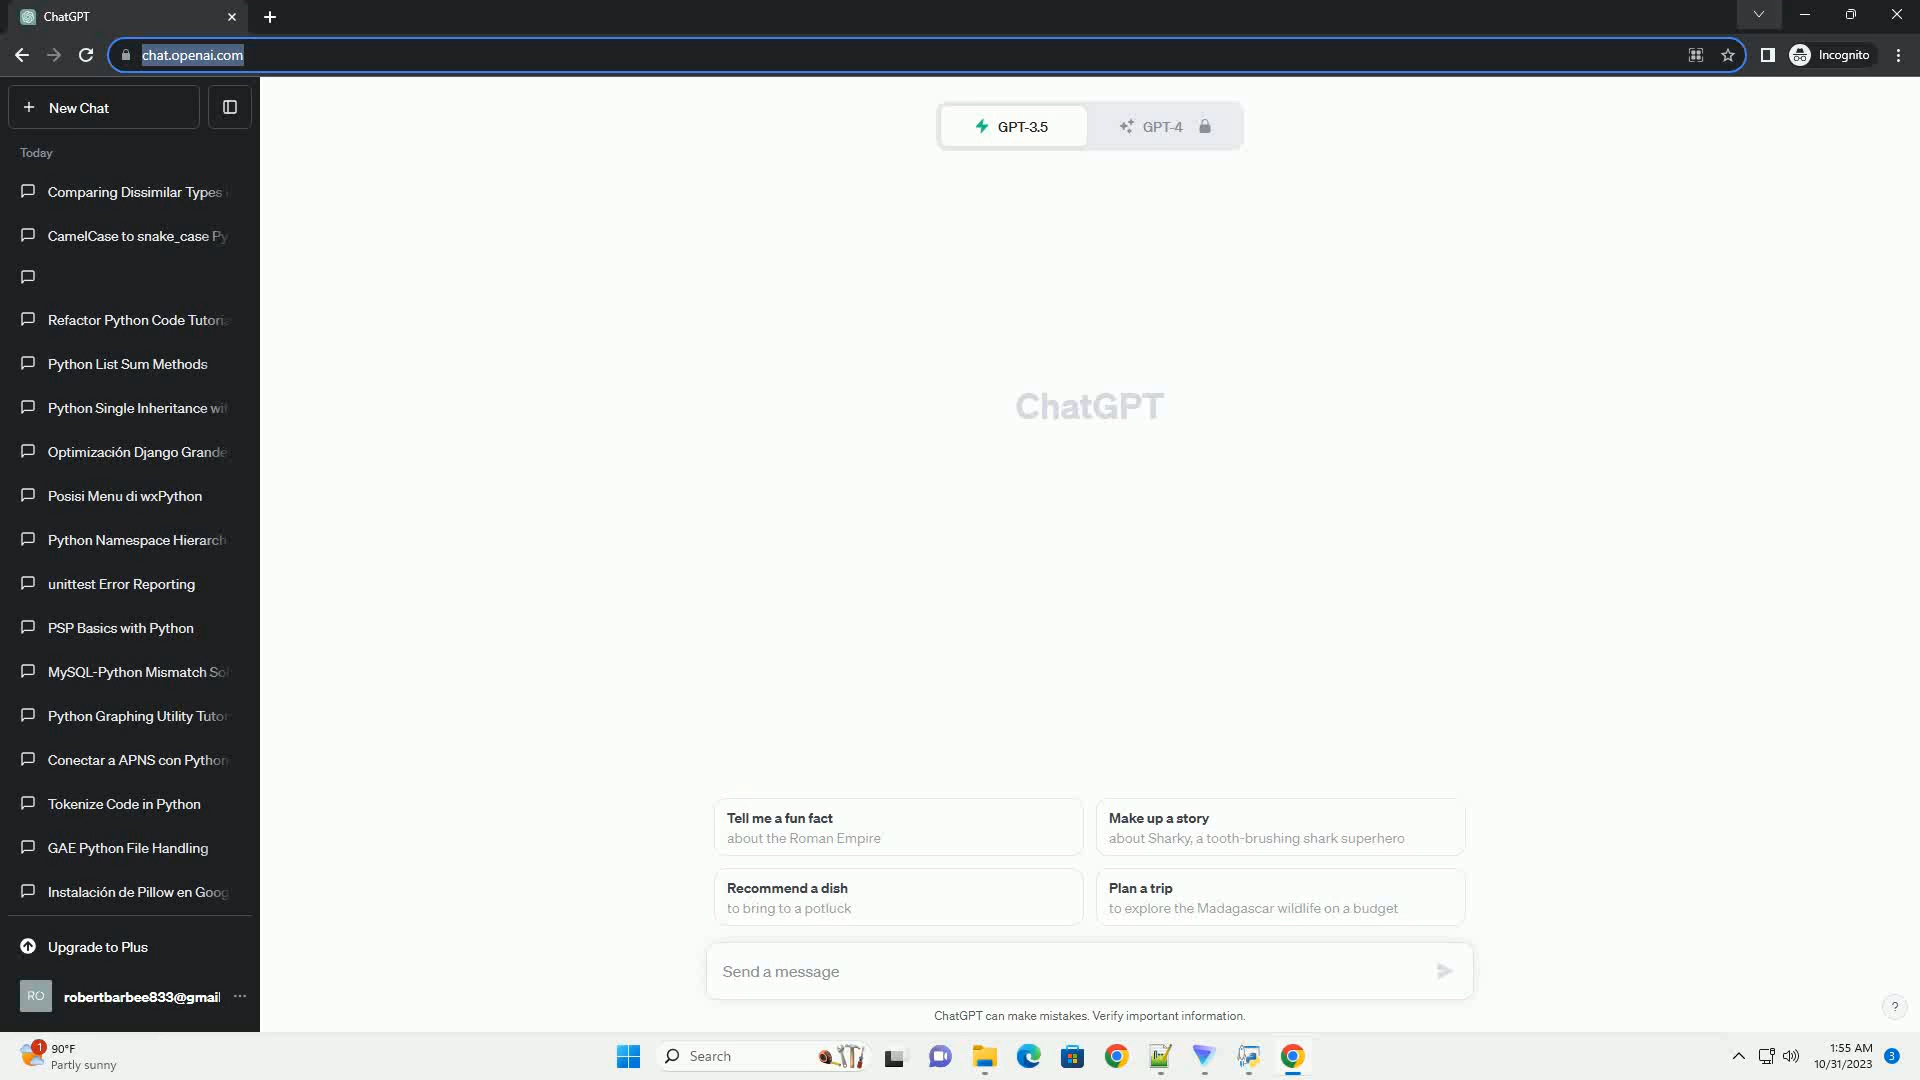 ChatGPT
chat.openai.com
Incognito
New Chat
Today
Comparing Dissimilar Types
CamelCase to snake_case Py
Refactor Python Code Tutoria
Python List Sum Methods
Python Single Inheritance wit
Optimización Django Grande
Posisi Menu di wxPython
Python Namespace Hierarch
unittest Error Reporting
PSP Basics with Python
MySQL-Python Mismatch Sol
Python Graphing Utility Tutor
Conectar a APNS con Python
Tokenize Code in Python
GAE Python File Handling
Instalación de Pillow en Goog
Upgrade to Plus
RO
robertbarbee833@gmail
GPT-3.5
GPT-4
ChatGPT
Tell me a fun fact
about the Roman Empire
Make up a story
about Sharky, a tooth-brushing shark superhero
Recommend a dish
to bring to a potluck
Plan a trip
to explore the Madagascar wildlife on a budget
Send a message
ChatGPT can make mistakes. Verify important information.
?
1
90°F
Partly sunny
Search
1:55 AM
10/31/2023
3